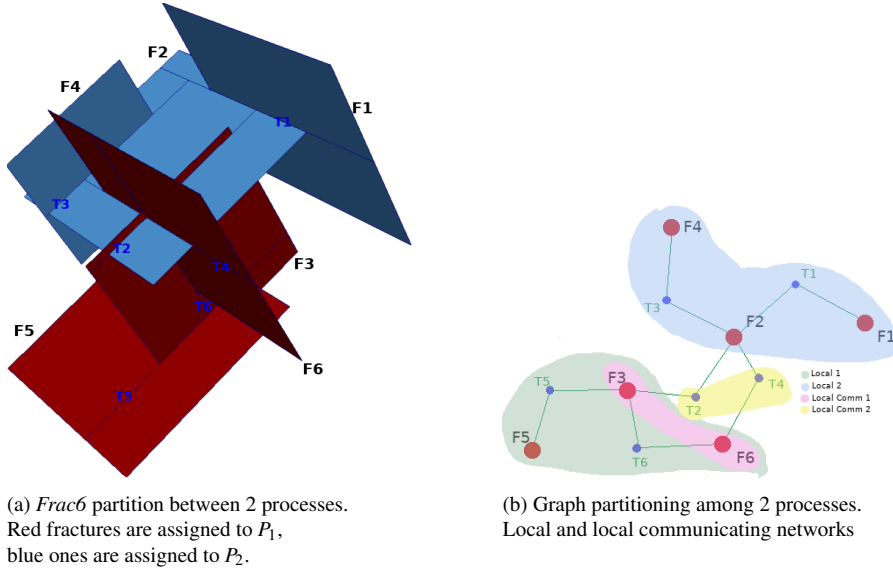 F2
F4
F1
T1
T3
T2
T4
F3
T6
F5
F6
T5
F4
T1
T3
F2
F1
Local 1
Local 2
Local Comm 1
Local Comm 2
F3
T5
T4
T2
F5
F6
T6
(a) Frac6 partition between 2 processes.
Red fractures are assigned to P₁,
blue ones are assigned to P₂.
(b) Graph partitioning among 2 processes.
Local and local communicating networks